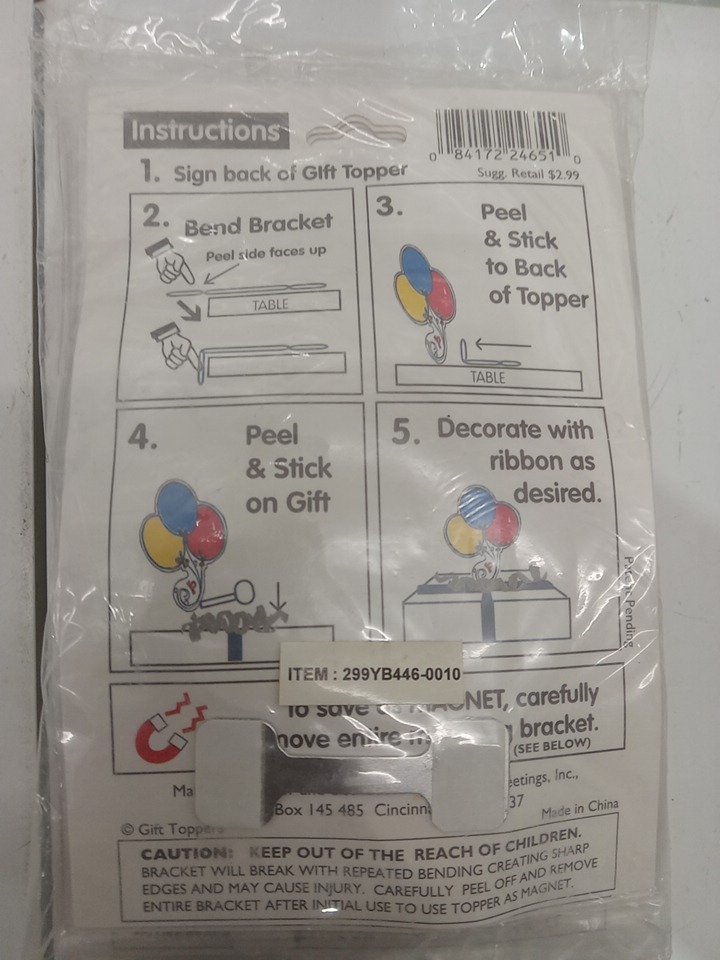 Instructions
0 84172 24651 0
Sugg. Retail $2.99
1. Sign back of GIft Topper
2. Bend Bracket
Peel side faces up
TABLE
3. Peel
& Stick
to Back
of Topper
TABLE
4. Peel
& Stick
on Gift
5. Decorate with
ribbon as
desired.
Patent Pending
ITEM : 299YB446-0010
To save as MAGNET, carefully
entire bracket.
(SEE BELOW)
Box 145 485
37
Made in China
© Gift Toppers
CAUTION: KEEP OUT OF THE REACH OF CHILDREN.
BRACKET WILL BREAK WITH REPEATED BENDING CREATING SHARP
EDGES AND MAY CAUSE INJURY. CAREFULLY PEEL OFF AND REMOVE
ENTIRE BRACKET AFTER INITIAL USE TO USE TOPPER AS MAGNET.